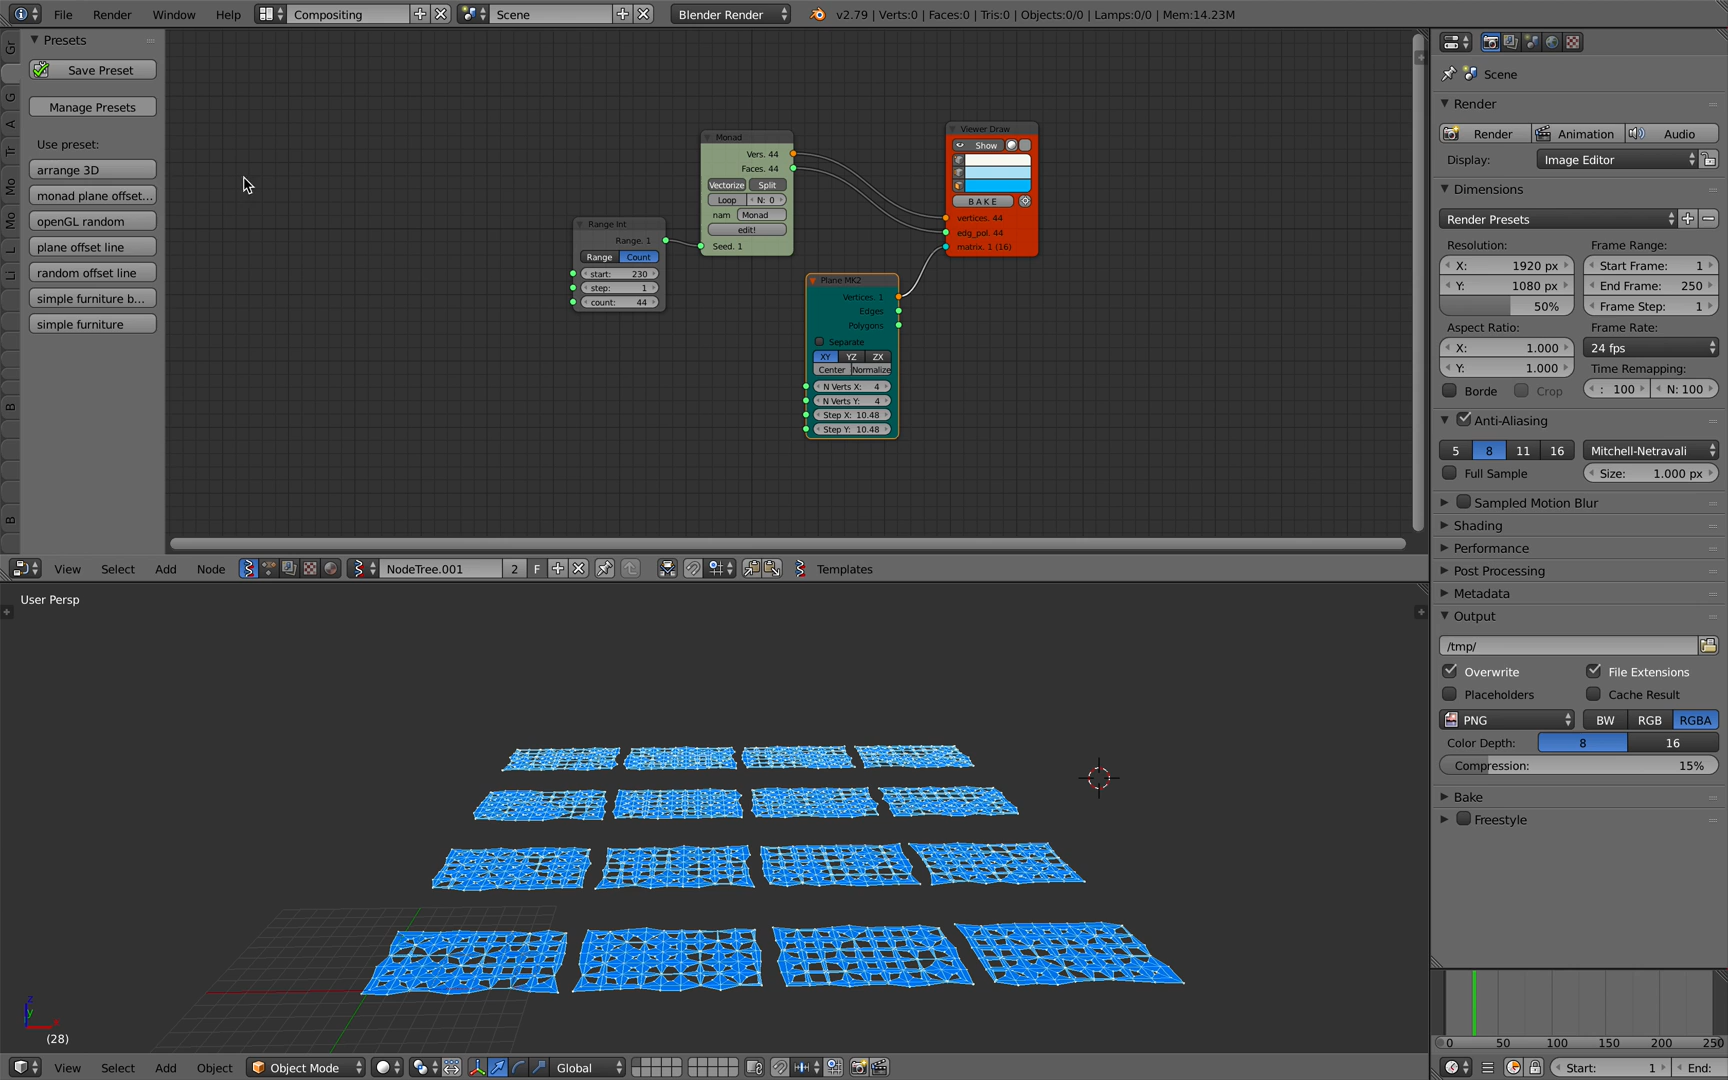 File Render Window Help Compositing Scene Blender Render v2.79 | Verts:0 | Faces:0 | Tris:0 | Objects:0/0 | Lamps:0/0 | Mem:14.23M
Presets
Save Preset
Manage Presets
Use preset:
arrange 3D
monad plane offset...
openGL random
plane offset line
random offset line
simple furniture b...
simple furniture
Gr
G
A
Tr
Mo
Mo
L
Li
B
B
Range Int
Range. 1
Range Count
start: 230
step: 1
count: 44
Monad
Vers. 44
Faces. 44
Vectorize Split
Loop N: 0
nam Monad
edit!
Seed. 1
Plane MK2
Vertices. 1
Edges
Polygons
Separate
XY YZ ZX
Center Normalize
N Verts X: 4
N Verts Y: 4
Step X: 10.48
Step Y: 10.48
Viewer Draw
Show
B A K E
vertices. 44
edg_pol. 44
matrix. 1 (16)
View Select Add Node NodeTree.001 2 F Templates
User Persp
z
y
x
(28)
View Select Add Object Object Mode Global
Scene
Render
Render Animation Audio
Display: Image Editor
Dimensions
Render Presets
Resolution: Frame Range:
X: 1920 px Start Frame: 1
Y: 1080 px End Frame: 250
50% Frame Step: 1
Aspect Ratio: Frame Rate:
X: 1.000 24 fps
Y: 1.000 Time Remapping:
Borde Crop : 100 N: 100
Anti-Aliasing
5 8 11 16 Mitchell-Netravali
Full Sample Size: 1.000 px
Sampled Motion Blur
Shading
Performance
Post Processing
Metadata
Output
/tmp/
Overwrite File Extensions
Placeholders Cache Result
PNG BW RGB RGBA
Color Depth: 8 16
Compression: 15%
Bake
Freestyle
0 50 100 150 200 250
Start: 1 End: